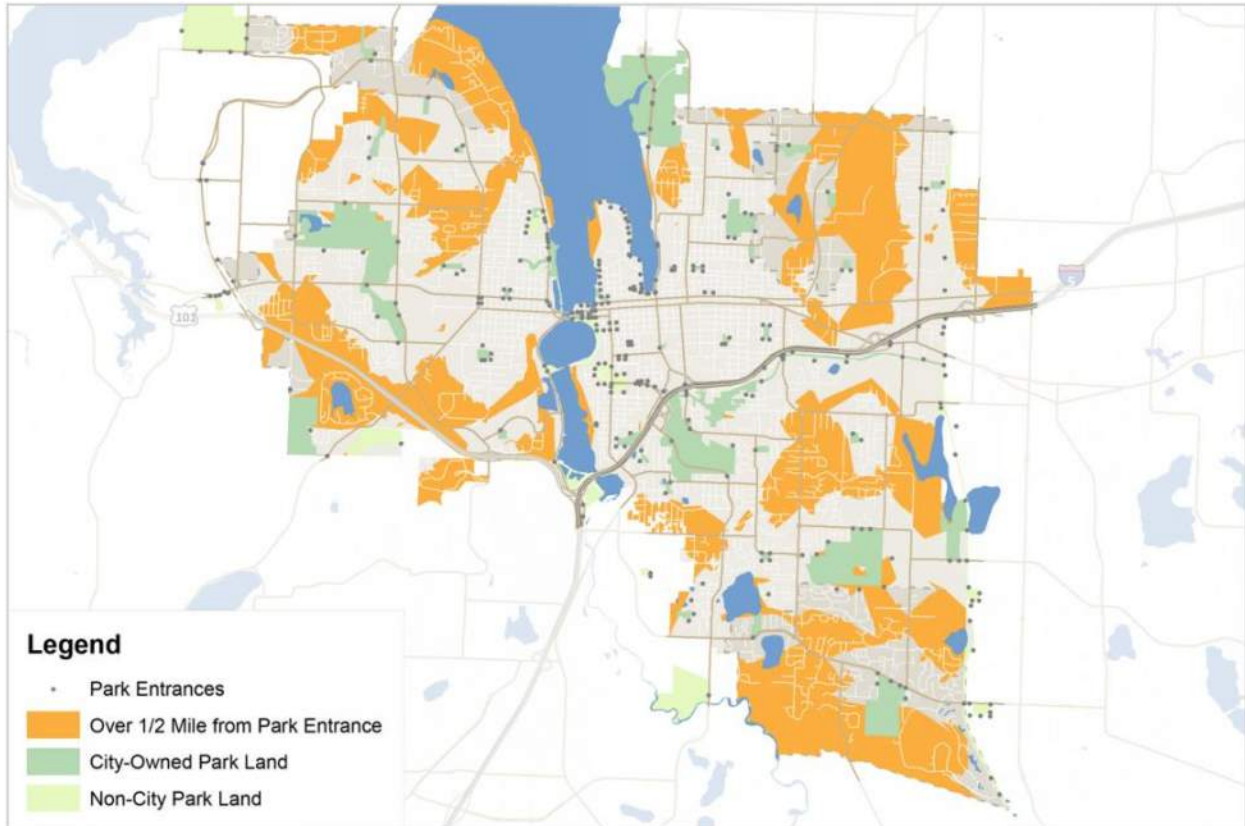 5
102
Legend
Park Entrances
Over 1/2 Mile from Park Entrance
City-Owned Park Land
Non-City Park Land